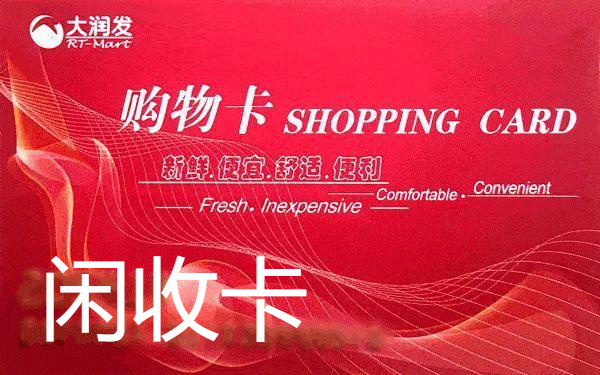 大润发
RT-Mart
购物卡 SHOPPING CARD
新鲜.便宜.舒适.便利
Fresh. Inexpensive Comfortable. Convenient
闲收卡